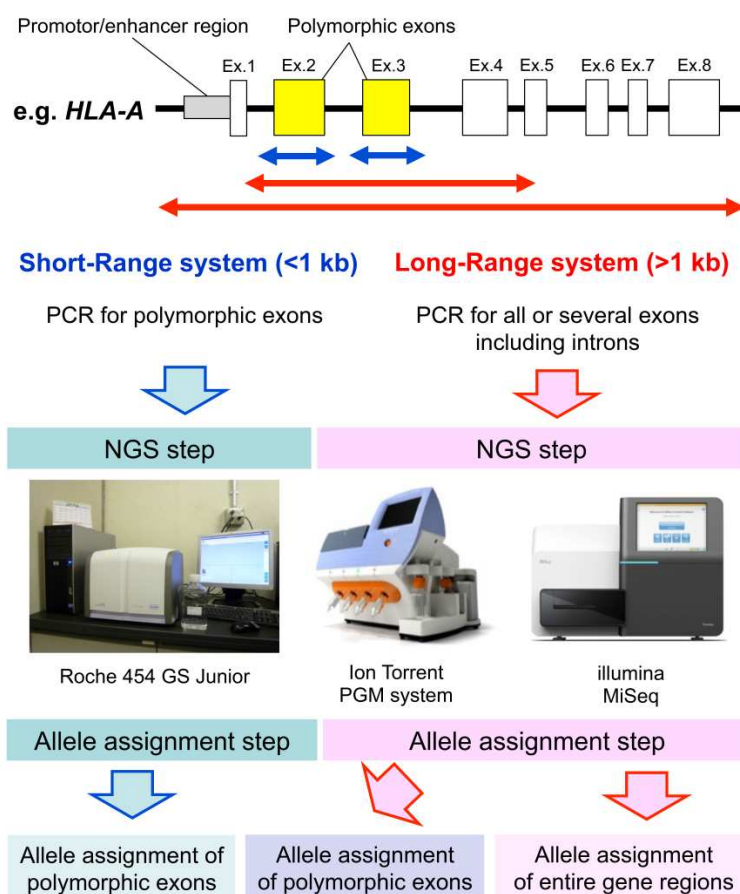 Promotor/enhancer region
Polymorphic exons
Ex.1
Ex.2
Ex.3
Ex.4
Ex.5
Ex.6
Ex.7
Ex.8
e.g. HLA-A
Short-Range system (<1 kb)
Long-Range system (>1 kb)
PCR for polymorphic exons
PCR for all or several exons
including introns
NGS step
NGS step
Roche 454 GS Junior
Ion Torrent
PGM system
illumina
MiSeq
Allele assignment step
Allele assignment step
Allele assignment of
polymorphic exons
Allele assignment
of polymorphic exons
Allele assignment
of entire gene regions